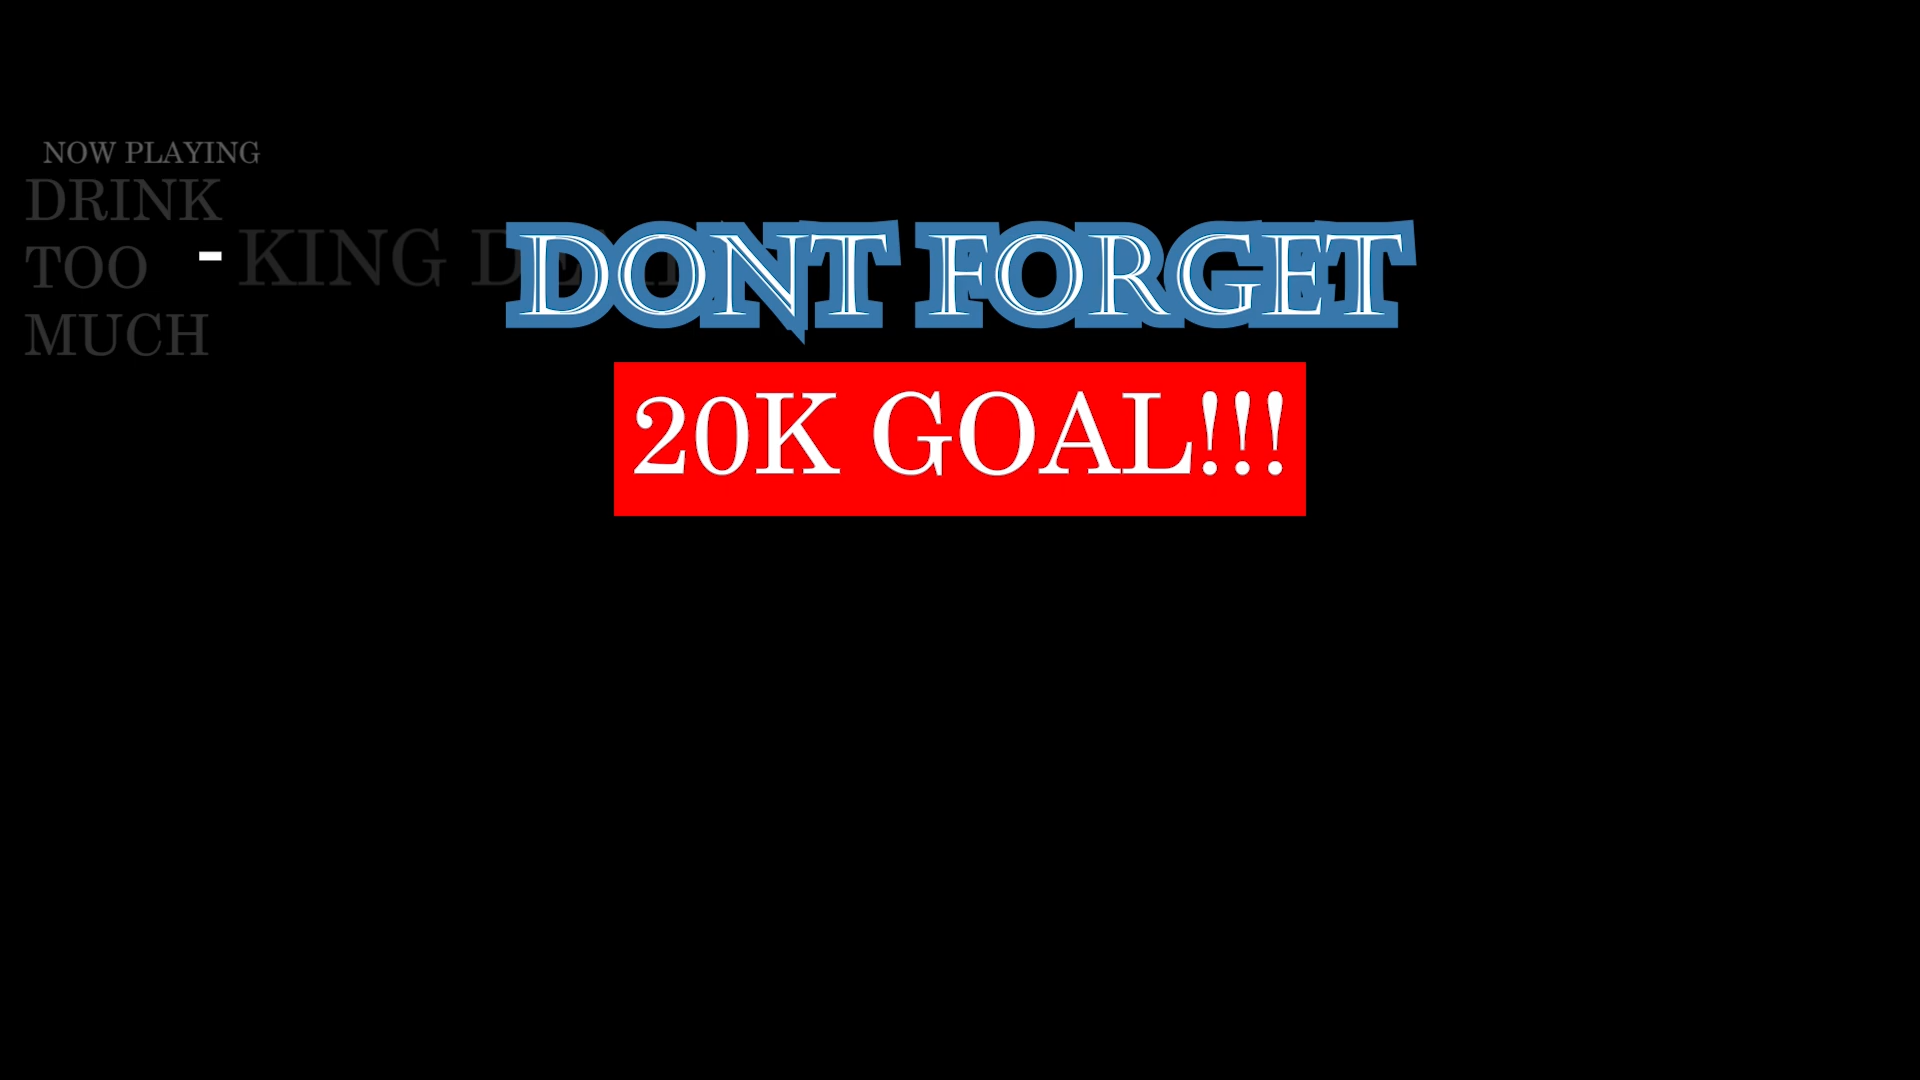 NOW PLAYING
DRINK
TOO
MUCH
- KING
DONT FORGET
20K GOAL!!!